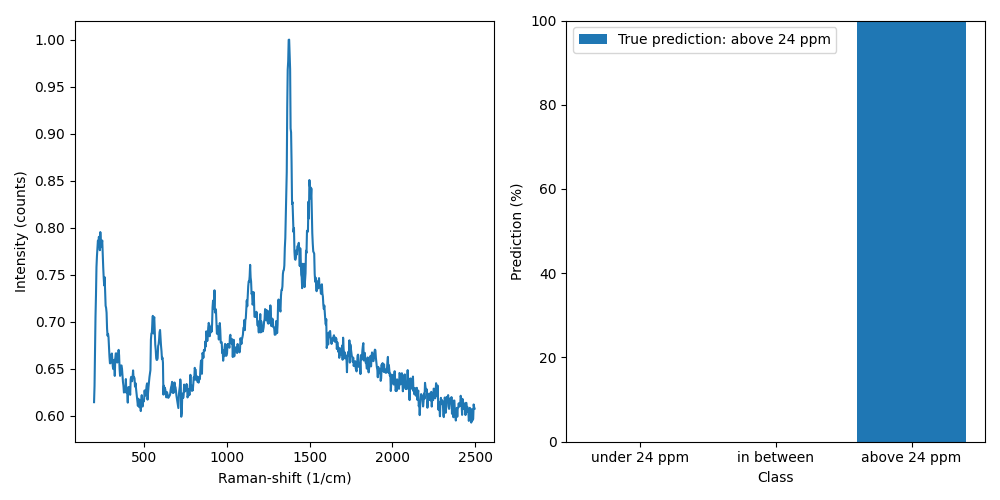 1.00
0.95
0.90
0.85
0.80
0.75
0.70
0.65
0.60
Intensity (counts)
500
1000
1500
2000
2500
Raman-shift (1/cm)
True prediction: above 24 ppm
100
80
60
40
20
0
Prediction (%)
under 24 ppm
in between
above 24 ppm
Class